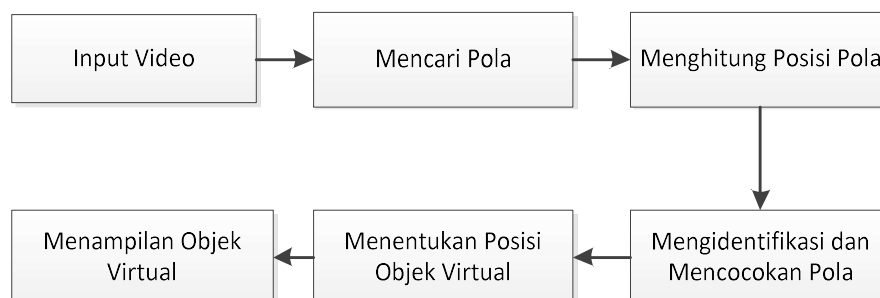 Input Video
Mencari Pola
Menghitung Posisi Pola
Mengidentifikasi dan
Mencocokan Pola
Menentukan Posisi
Objek Virtual
Menampilan Objek
Virtual